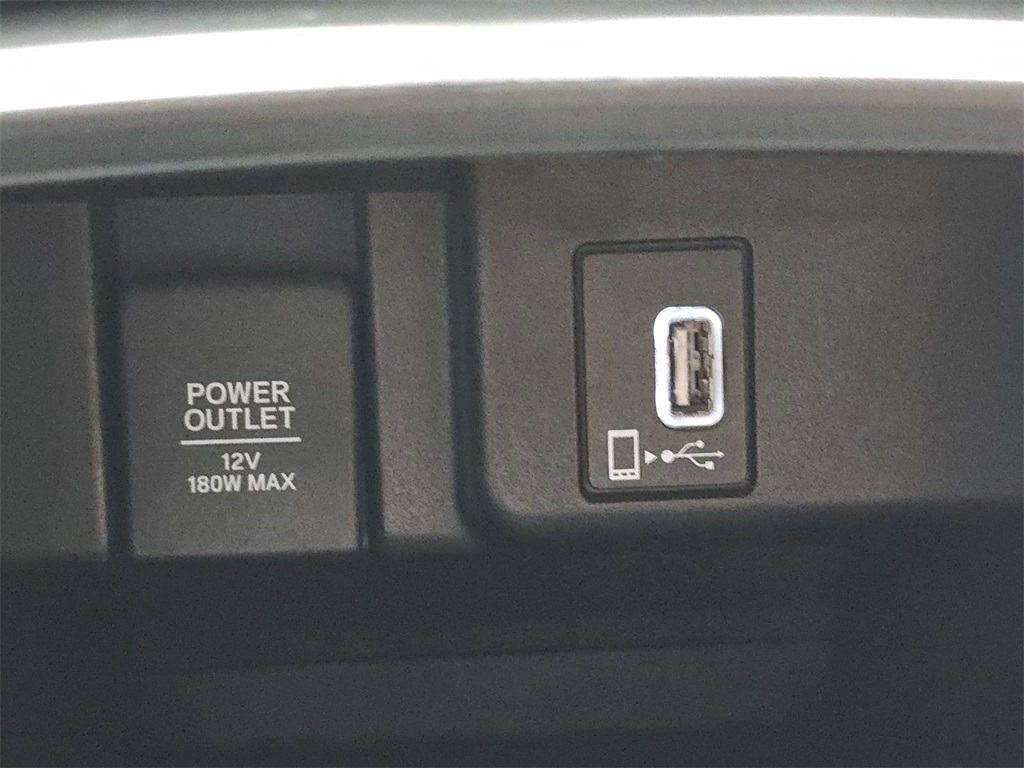 POWER
OUTLET
12V
180W MAX